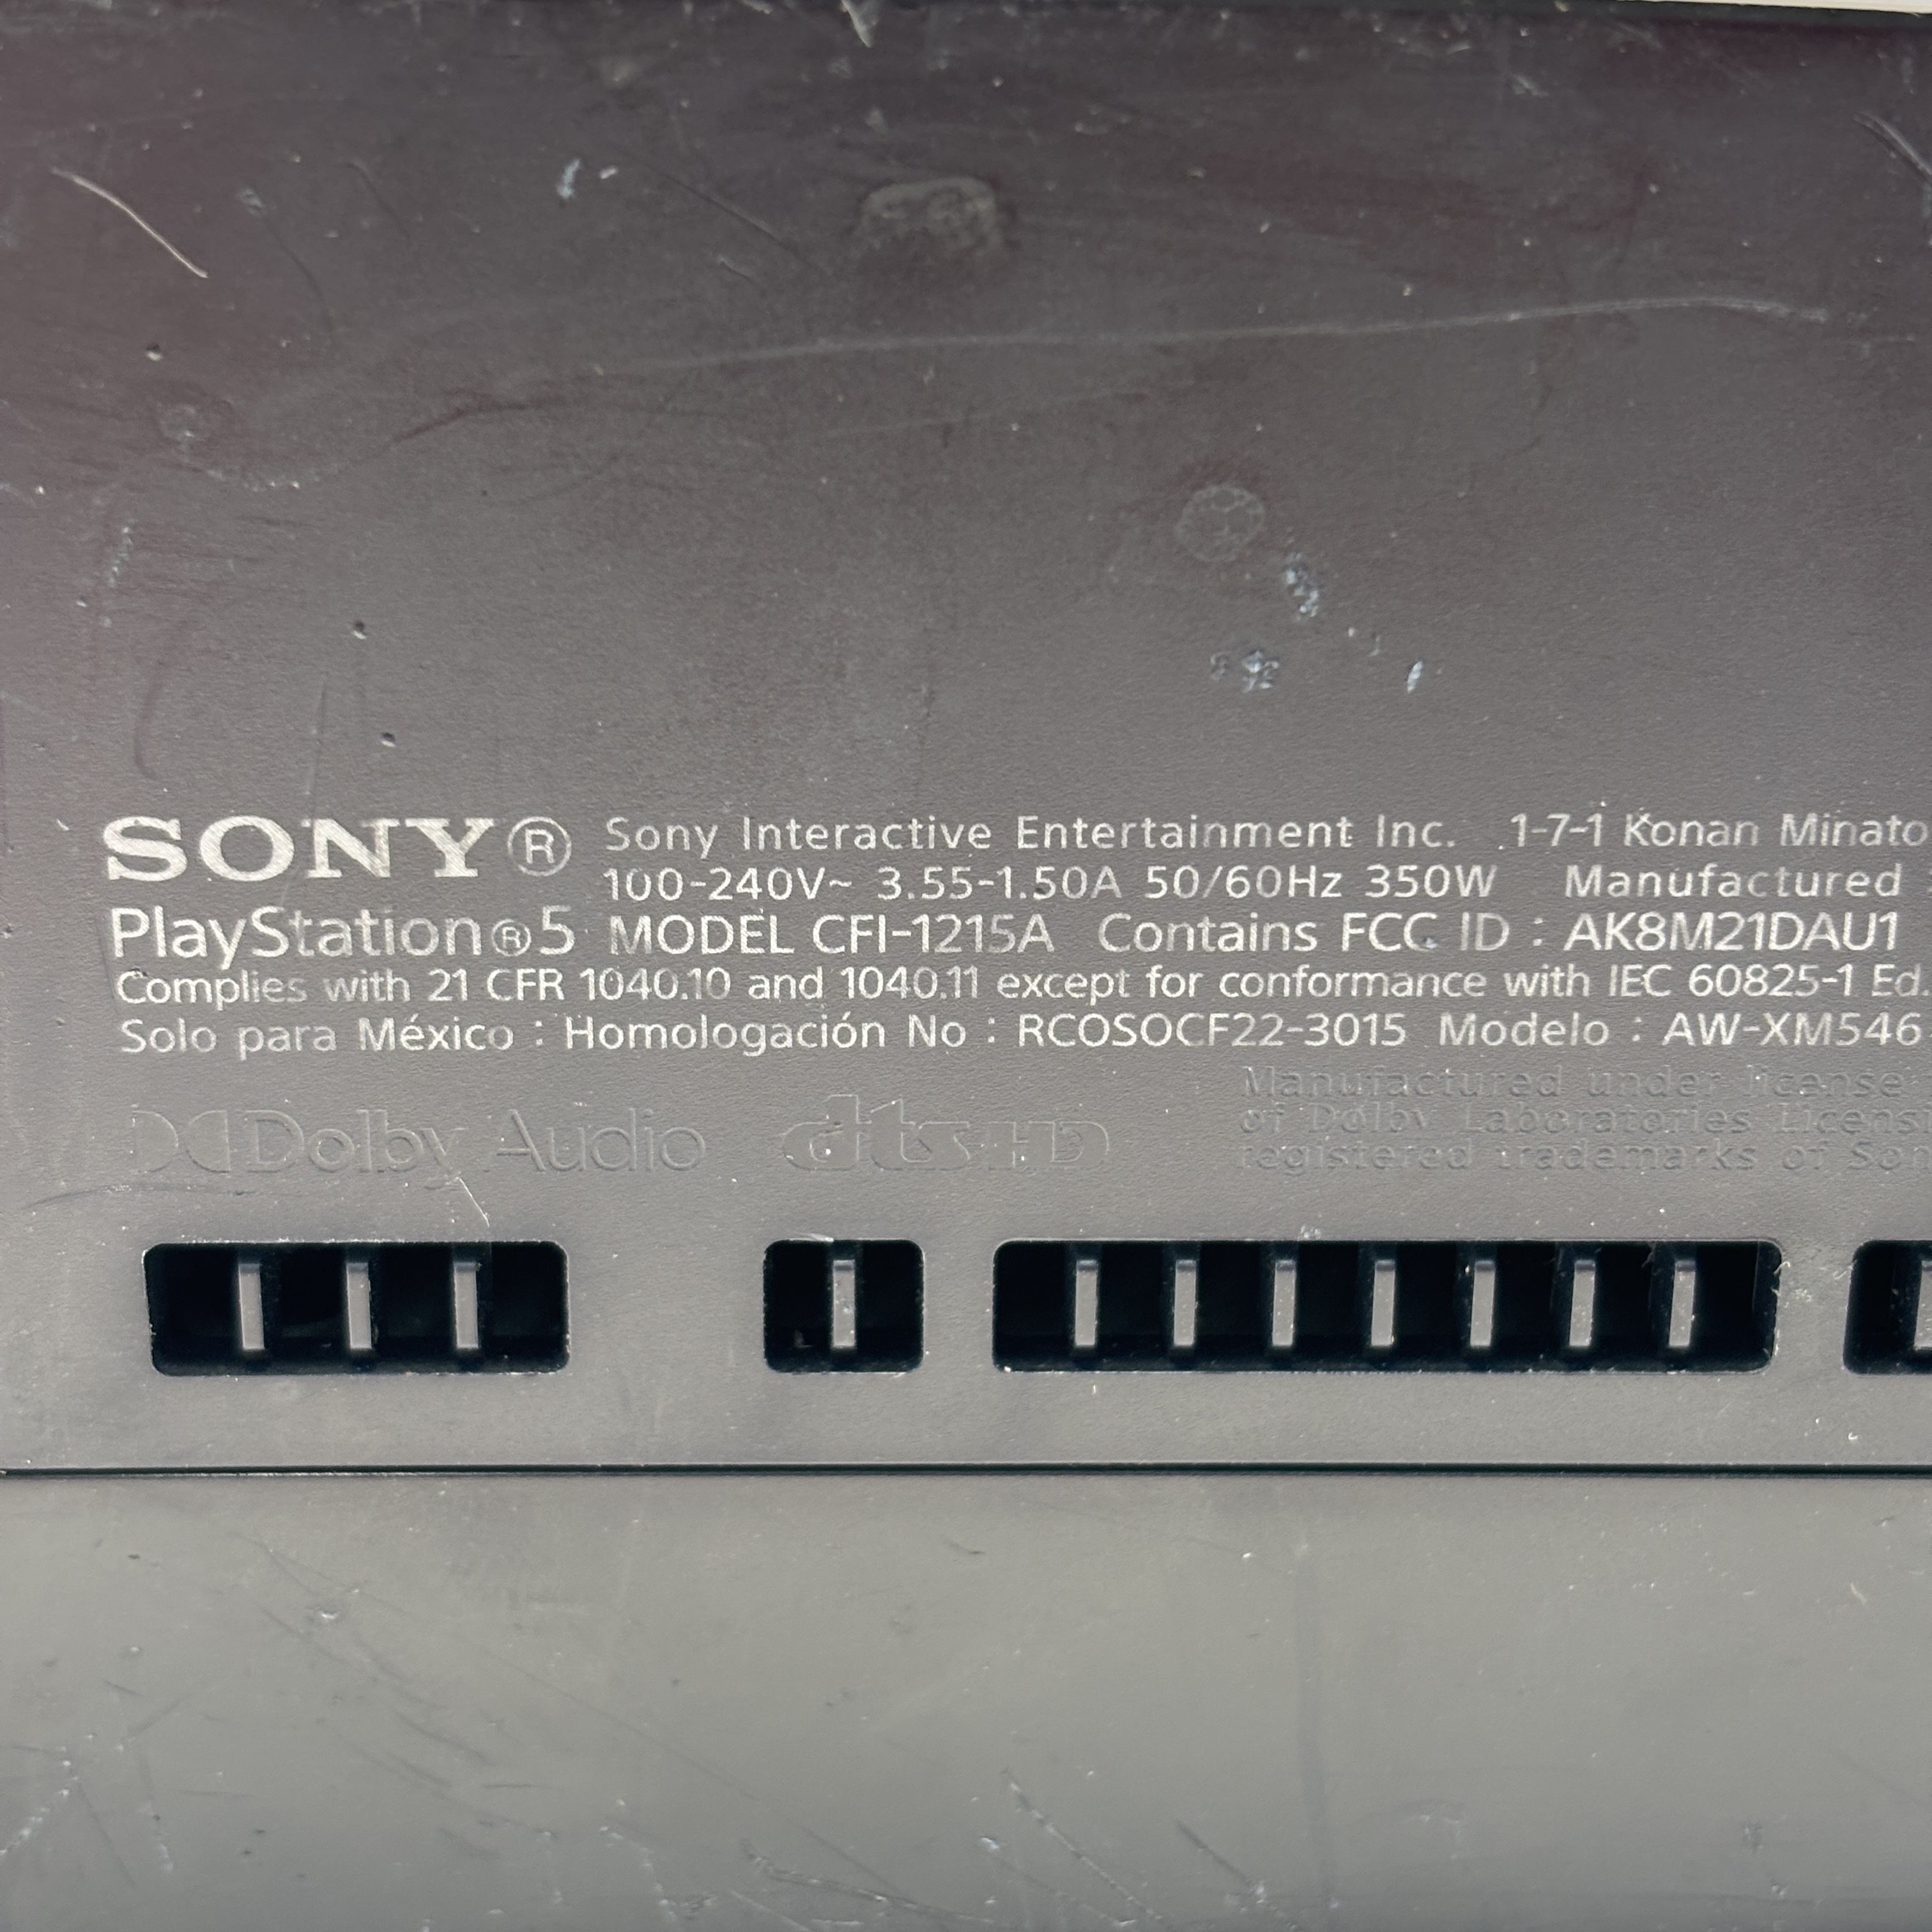 SONY® Sony Interactive Entertainment Inc. 1-7-1 Konan Minato
100-240V~ 3.55-1.50A 50/60Hz 350W Manufactured
PlayStation®5 MODEL CFI-1215A Contains FCC ID : AK8M21DAU1
Complies with 21 CFR 1040.10 and 1040.11 except for conformance with IEC 60825-1 Ed.
Solo para México : Homologación No : RCOSOCF22-3015 Modelo : AW-XM546
Dolby Audio dts-HD
Manufactured under license
of Dolby Laboratories Licensi
registered trademarks of Son